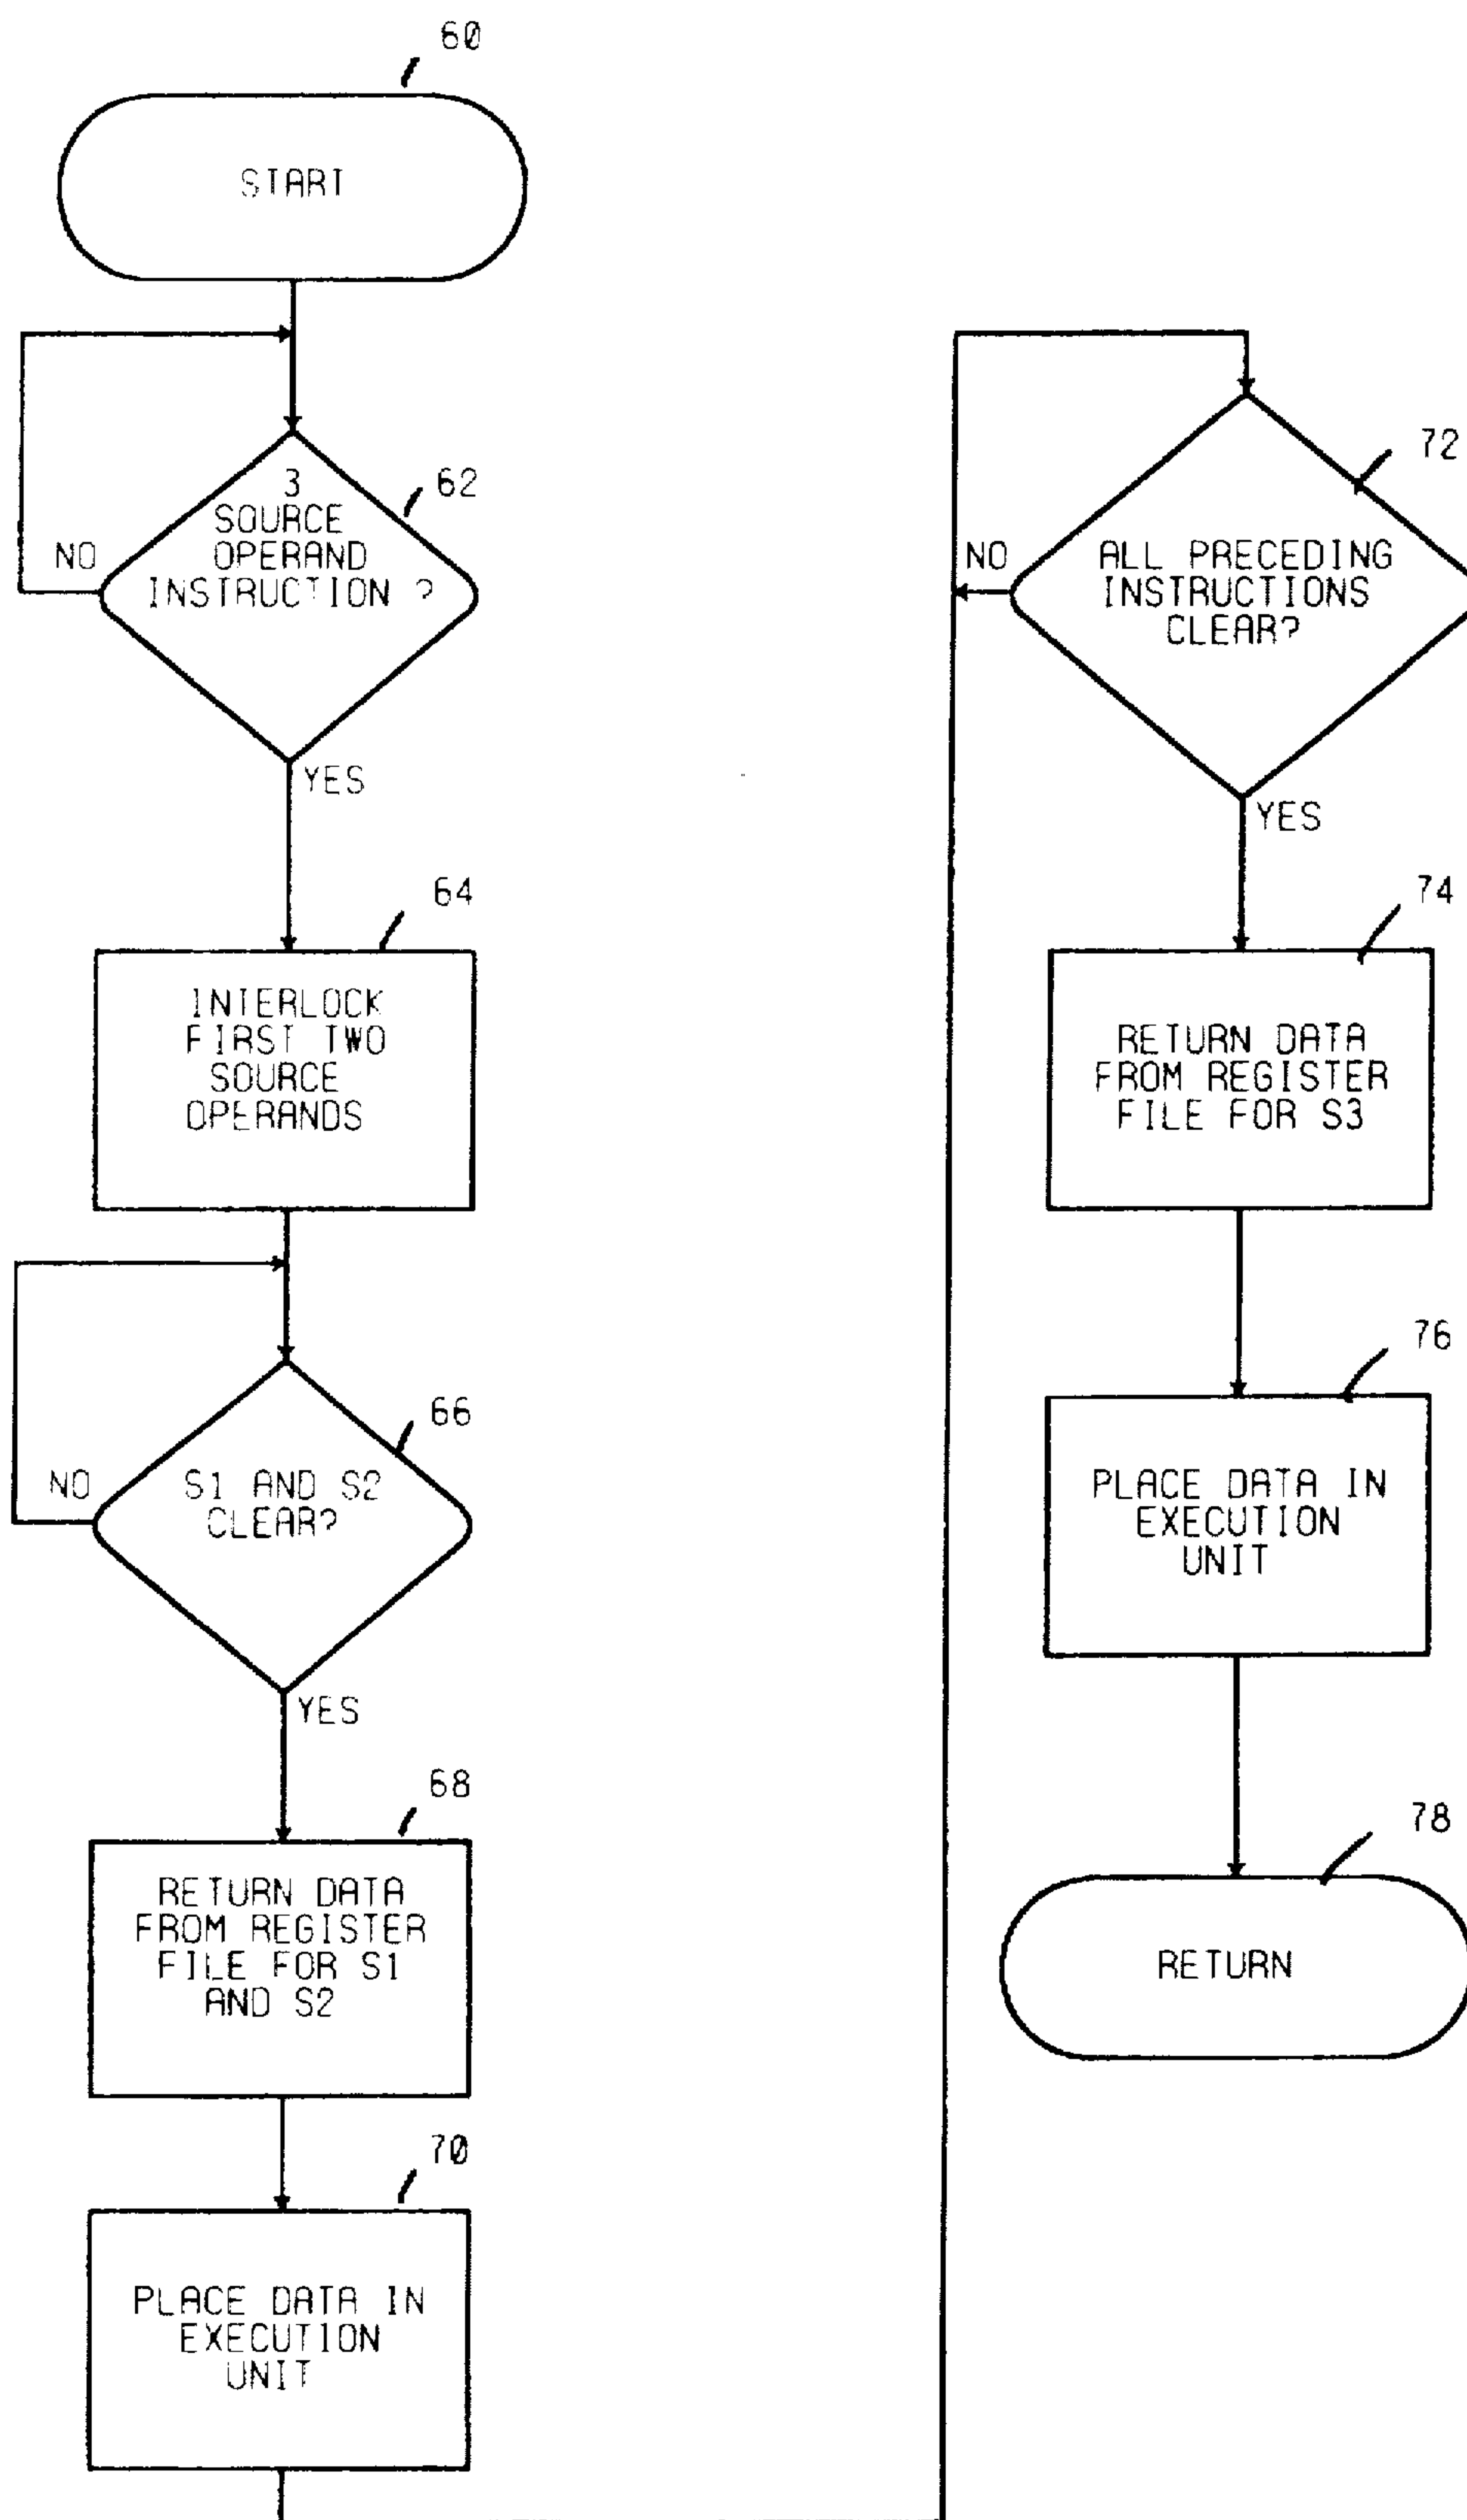 60
START
62
3
SOURCE
OPERAND
INSTRUCTION ?
NO
YES
64
INTERLOCK
FIRST TWO
SOURCE
OPERANDS
66
S1 AND S2
CLEAR?
NO
YES
68
RETURN DATA
FROM REGISTER
FILE FOR S1
AND S2
70
PLACE DATA IN
EXECUTION
UNIT
72
ALL PRECEDING
INSTRUCTIONS
CLEAR?
NO
YES
74
RETURN DATA
FROM REGISTER
FILE FOR S3
76
PLACE DATA IN
EXECUTION
UNIT
78
RETURN